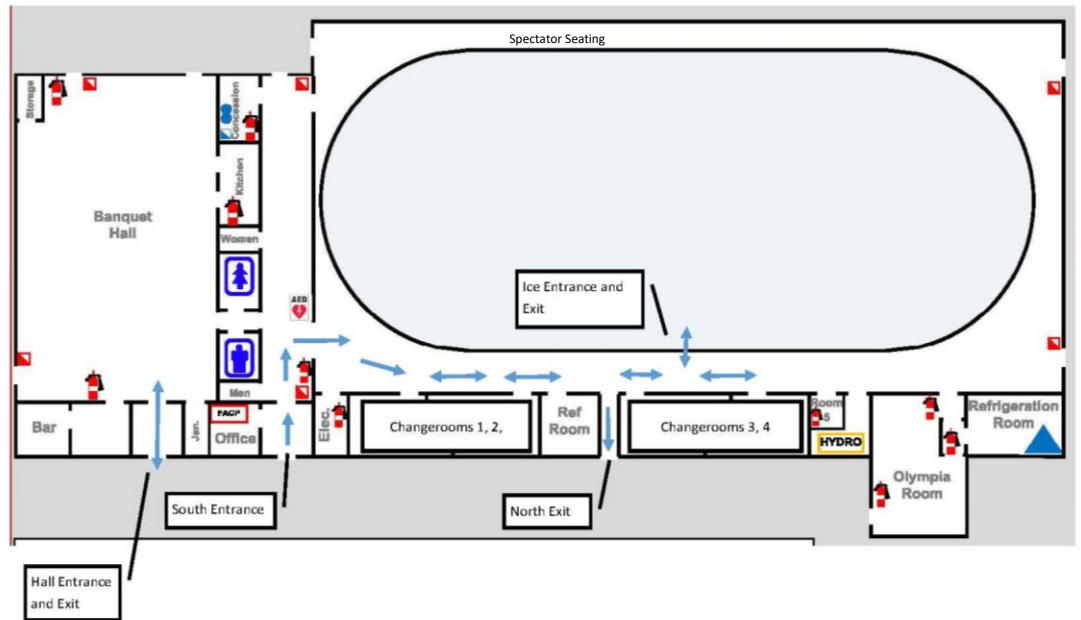 Spectator Seating
Storage
Concession
Kitchen
Banquet
Hall
Women
AED
Ice Entrance and
Exit
Men
Bar
Jan.
FACP
Office
Elec.
Changerooms 1, 2,
Ref
Room
Changerooms 3, 4
Room
5
HYDRO
Refrigeration
Room
Olympia
Room
South Entrance
North Exit
Hall Entrance
and Exit